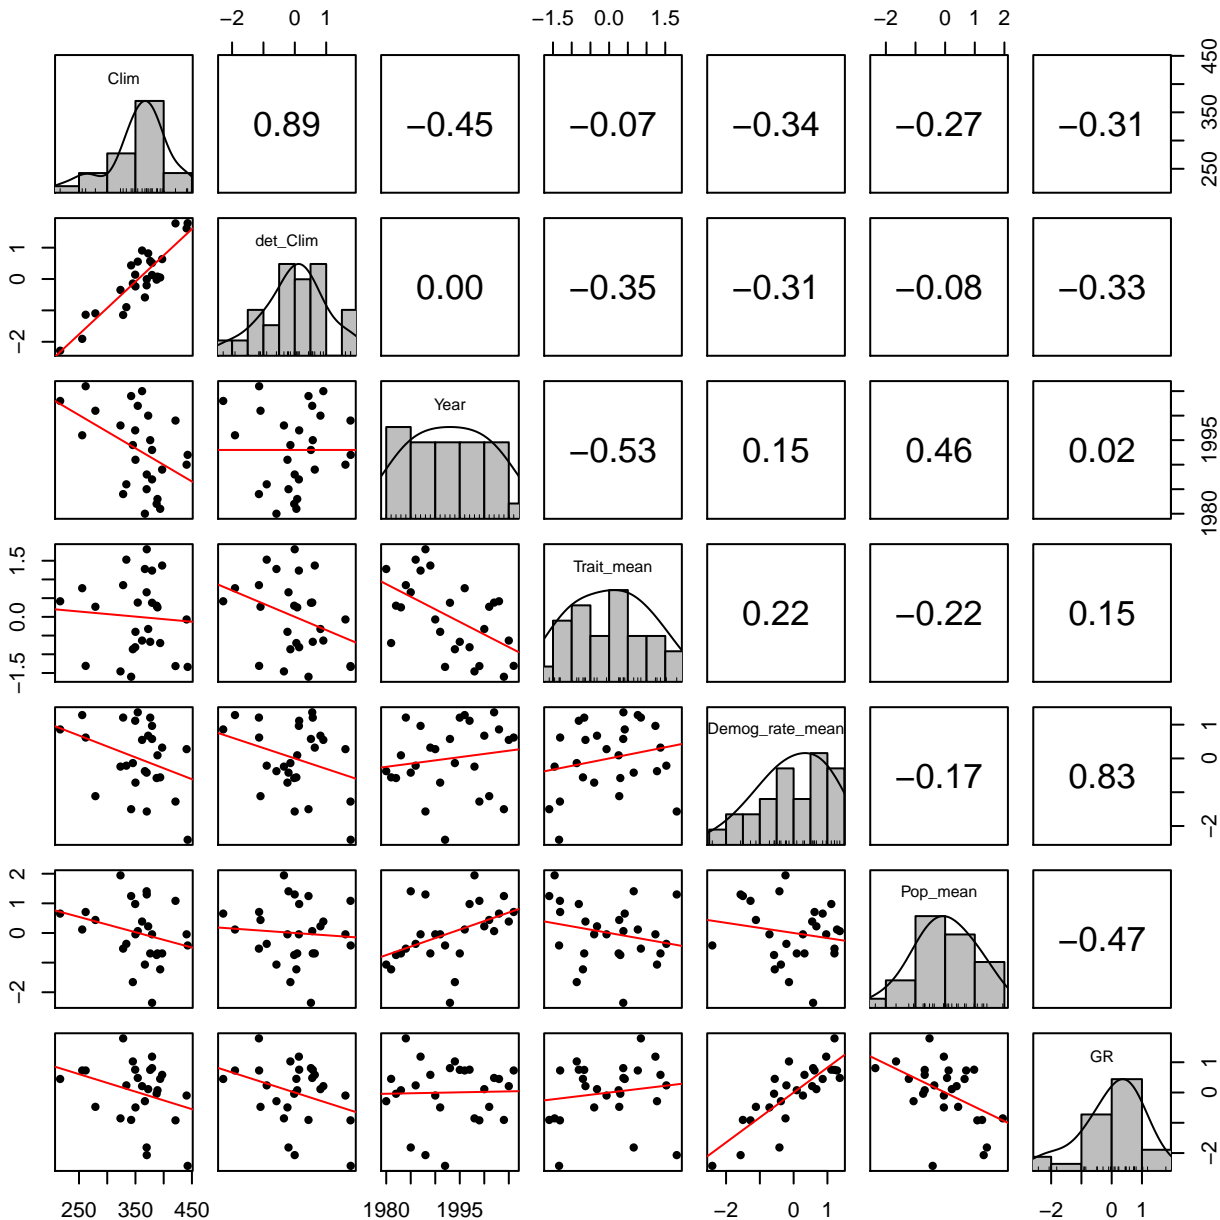 −2 0 1 −1.5 0.0 1.5 −2 0 2
Clim 0.89 −0.45 −0.07 −0.34 −0.27 −0.31 250 350 450
−2 0 1 det_Clim 0.00 −0.35 −0.31 −0.08 −0.33
Year −0.53 0.15 0.46 0.02 1980 1995
−1.5 0.0 1.5 Trait_mean 0.22 −0.22 0.15
Demog_rate_mean −0.17 0.83 −2 0 1
−2 0 1 2 Pop_mean −0.47
GR −2 0 1
250 350 450 1980 1995 −2 0 1 −2 0 1